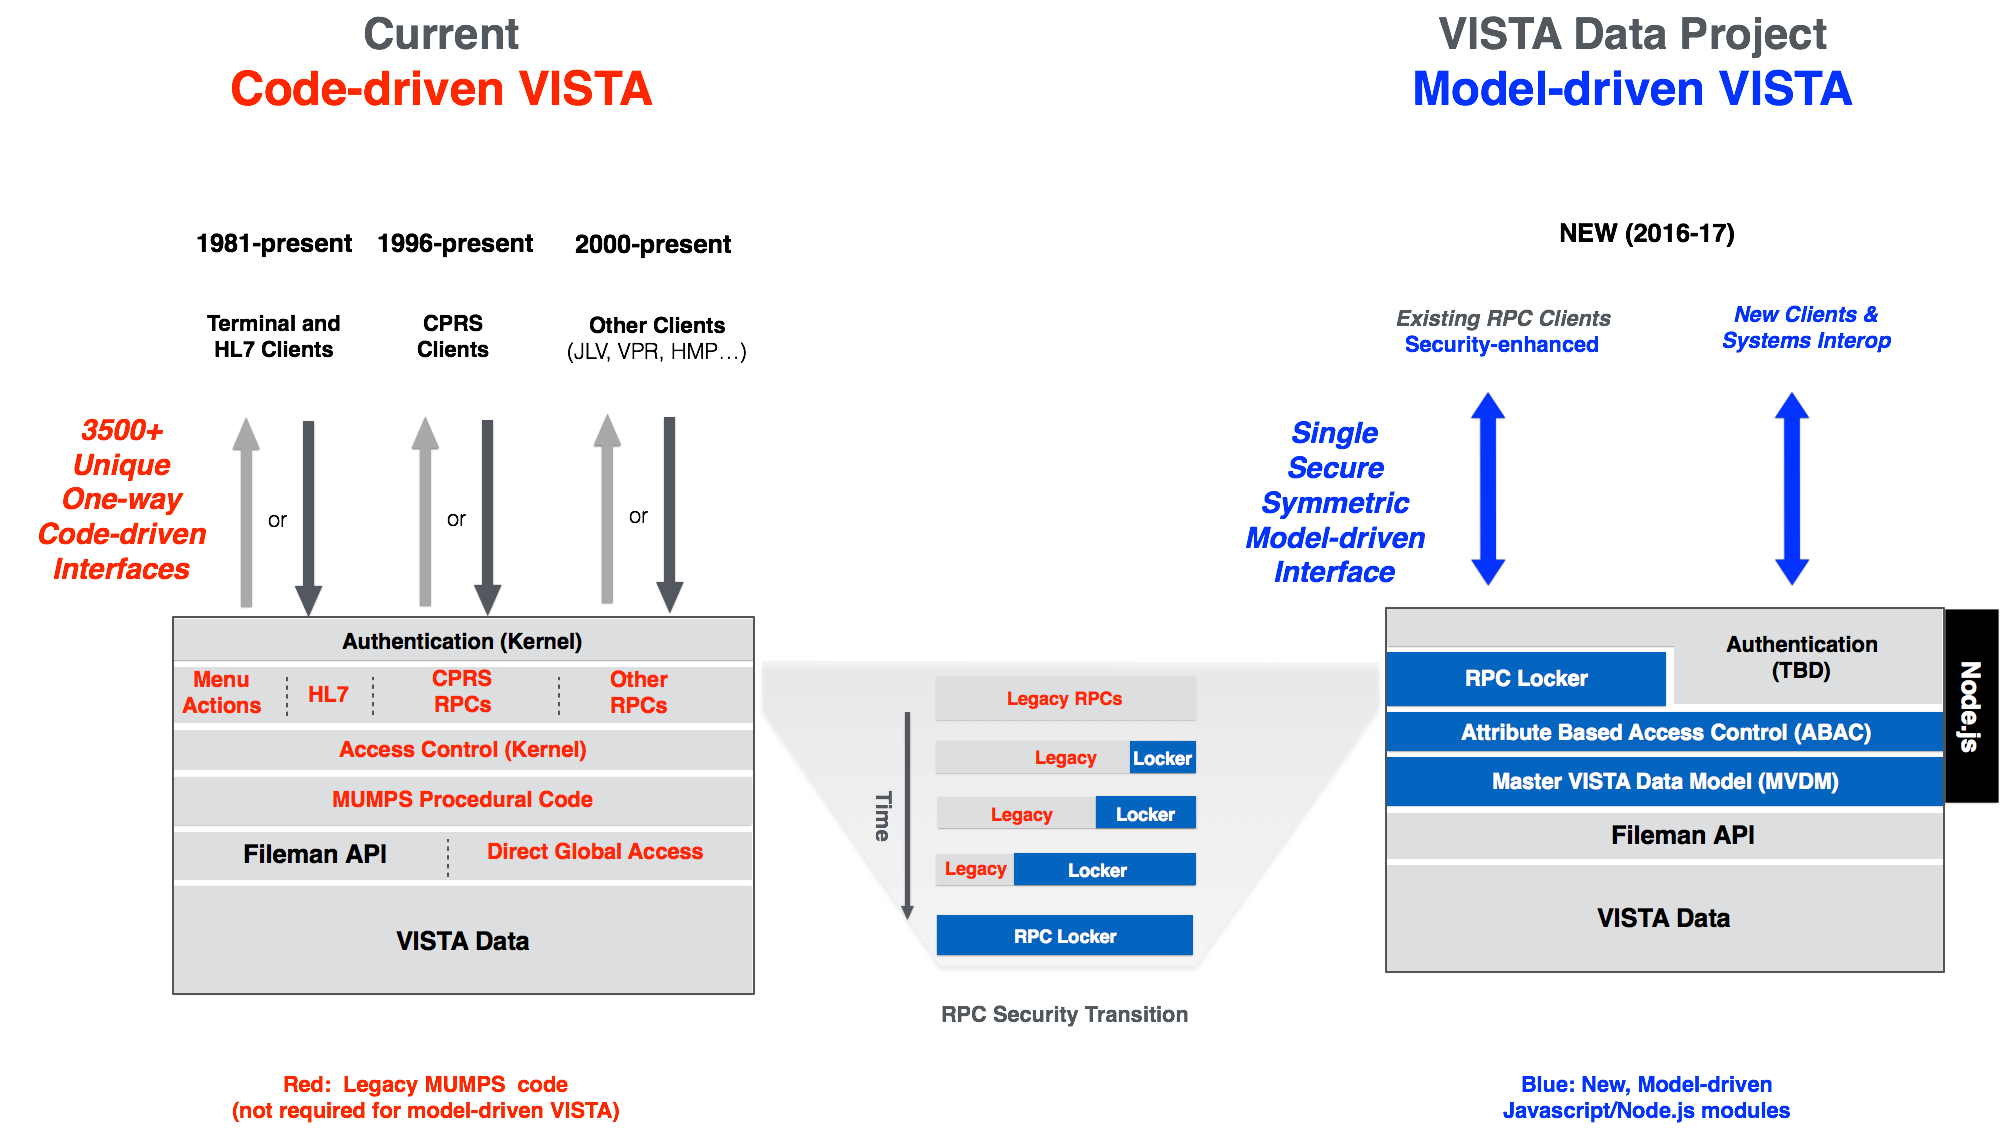 Current
Code-driven VISTA
VISTA Data Project
Model-driven VISTA
1981-present
1996-present
2000-present
NEW (2016-17)
Terminal and
HL7 Clients
CPRS
Clients
Other Clients
(JLV, VPR, HMP…)
Existing RPC Clients
Security-enhanced
New Clients &
Systems Interop
3500+
Unique
One-way
Code-driven
Interfaces
or
or
or
Single
Secure
Symmetric
Model-driven
Interface
Authentication (Kernel)
Menu
Actions
HL7
CPRS
RPCs
Other
RPCs
Access Control (Kernel)
MUMPS Procedural Code
Fileman API
Direct Global Access
VISTA Data
Legacy RPCs
Legacy Locker
Legacy Locker
Legacy Locker
RPC Locker
Time
RPC Security Transition
RPC Locker
Authentication
(TBD)
Attribute Based Access Control (ABAC)
Master VISTA Data Model (MVDM)
Fileman API
VISTA Data
Node.js
Red:  Legacy MUMPS  code
(not required for model-driven VISTA)
Blue: New, Model-driven
Javascript/Node.js modules